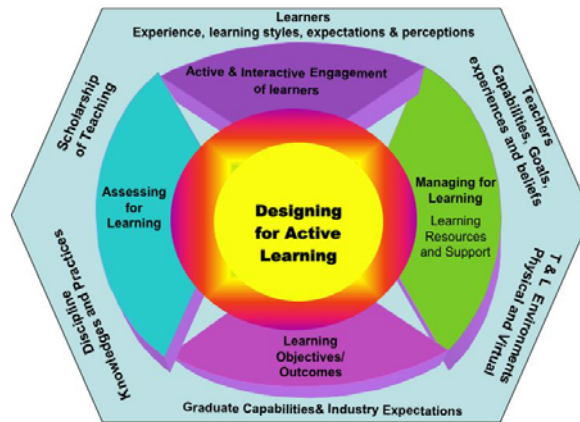 Learners
Experience, learning styles, expectations & perceptions
Active & Interactive Engagement
of learners
Scholarship
of Teaching
Teachers
Capabilities, Goals,
experiences and beliefs
Assessing
for
Learning
Designing
for Active
Learning
Managing for
Learning
Learning
Resources
and Support
Discipline
Knowledges and Practices
T & L Environments
Physical and Virtual
Learning
Objectives/
Outcomes
Graduate Capabilities& Industry Expectations